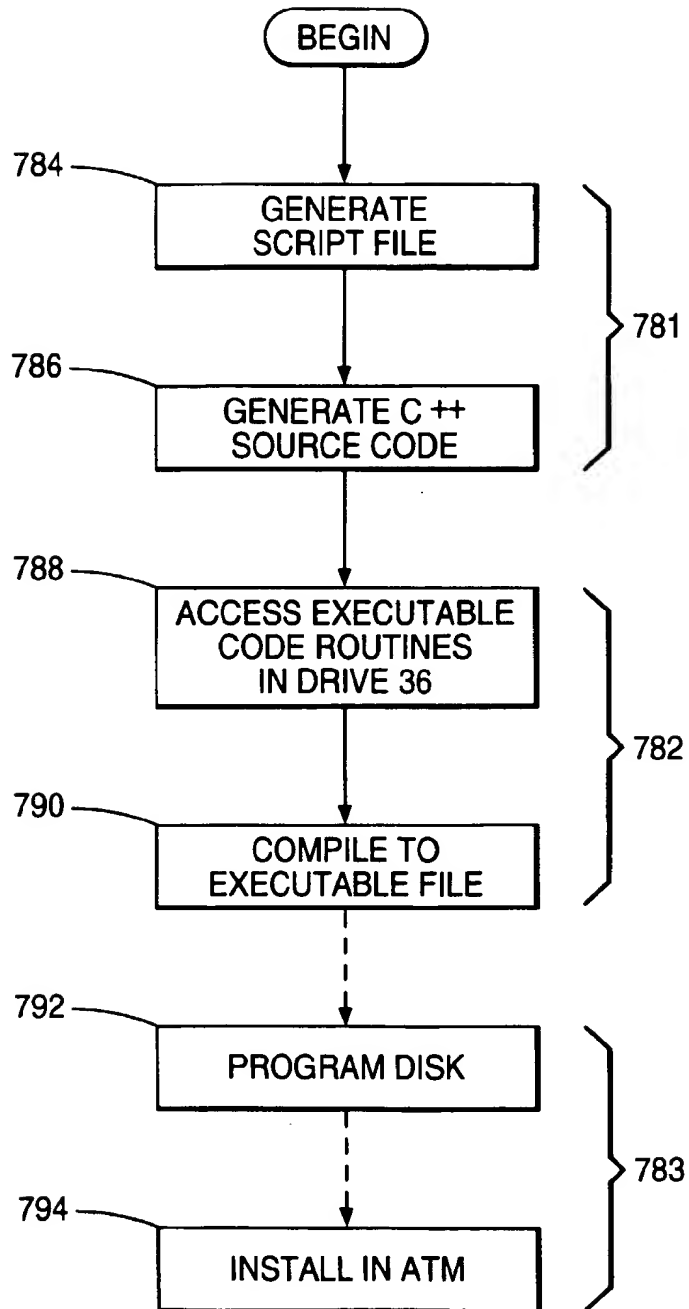 BEGIN
784
GENERATE
SCRIPT FILE
781
786
GENERATE C ++
SOURCE CODE
788
ACCESS EXECUTABLE
CODE ROUTINES
IN DRIVE 36
782
790
COMPILE TO
EXECUTABLE FILE
792
PROGRAM DISK
783
794
INSTALL IN ATM